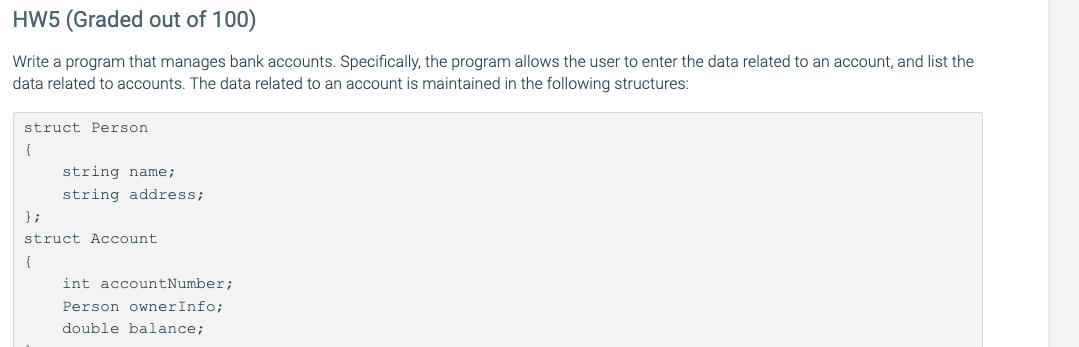 HW5 (Graded out of 100)
Write a program that manages bank accounts. Specifically, the program allows the user to enter the data related to an account, and list the
data related to accounts. The data related to an account is maintained in the following structures:
struct Person
{
    string name;
    string address;
};
struct Account
{
    int accountNumber;
    Person ownerInfo;
    double balance;